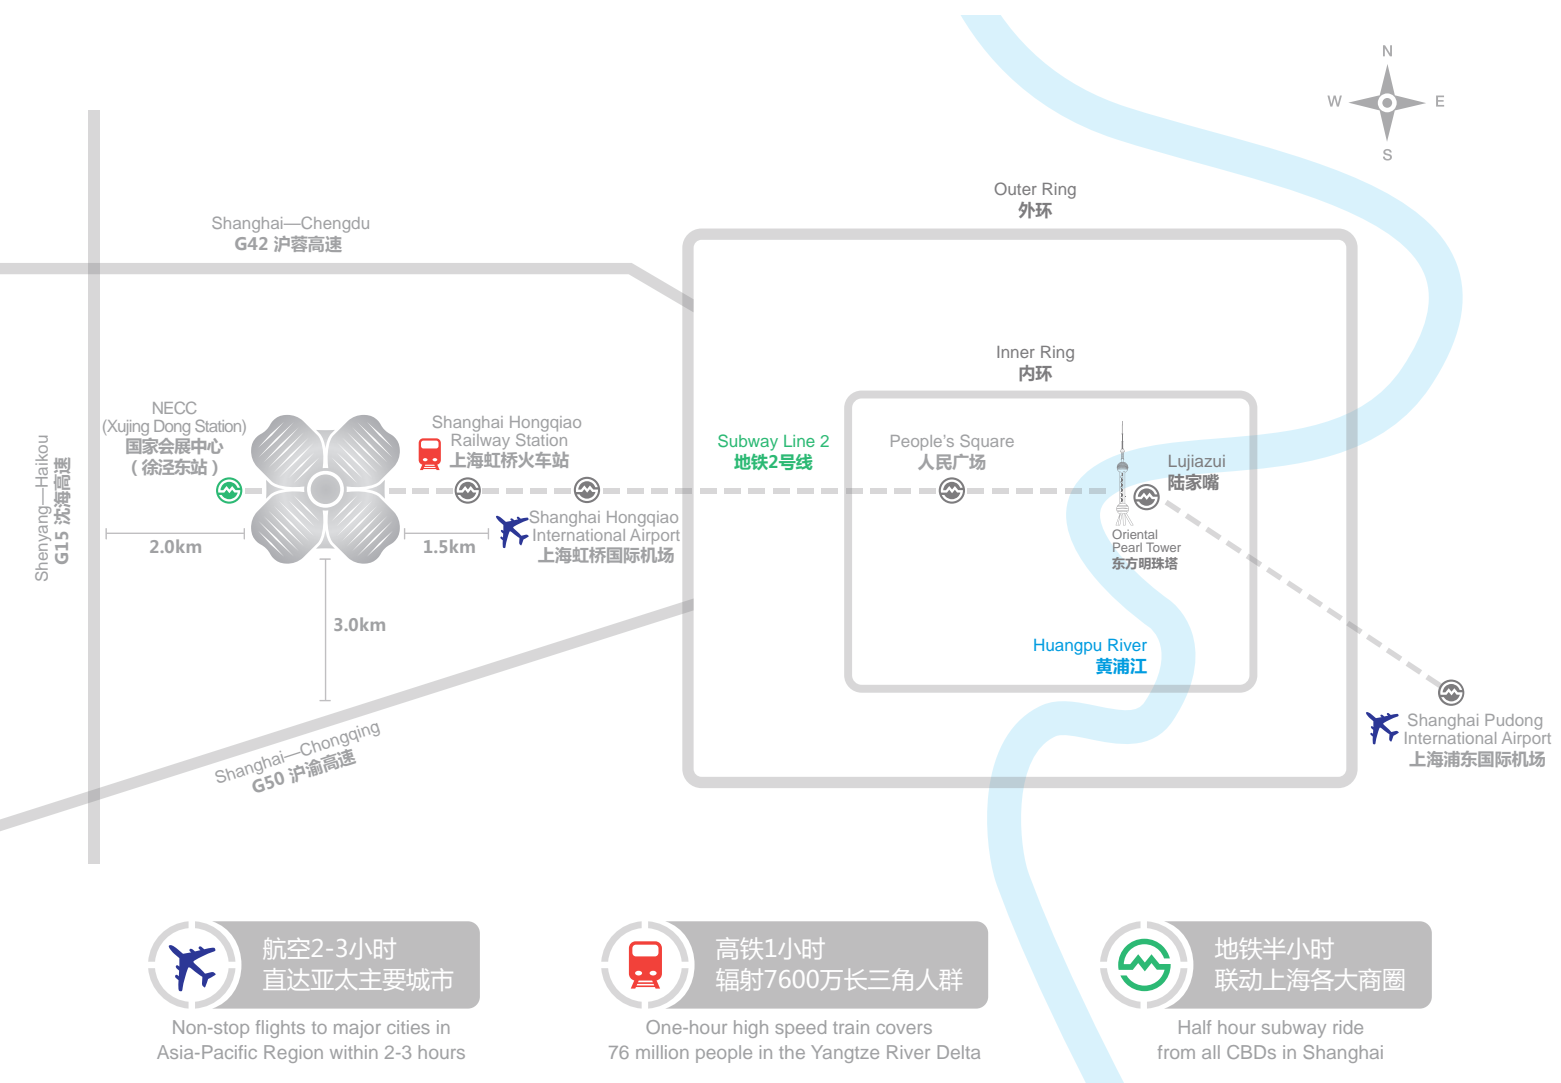 N
W
E
S
Outer Ring
外环
Shanghai—Chengdu
G42 沪蓉高速
Inner Ring
内环
NECC
(Xujing Dong Station)
国家会展中心
（徐泾东站）
Shanghai Hongqiao
Railway Station
上海虹桥火车站
Subway Line 2
地铁2号线
People's Square
人民广场
Lujiazui
陆家嘴
Shenyang—Haikou
G15 沈海高速
Shanghai Hongqiao
International Airport
上海虹桥国际机场
Oriental
Pearl Tower
东方明珠塔
2.0km
1.5km
3.0km
Huangpu River
黄浦江
Shanghai—Chongqing
G50 沪渝高速
Shanghai Pudong
International Airport
上海浦东国际机场
航空2-3小时
直达亚太主要城市
Non-stop flights to major cities in
Asia-Pacific Region within 2-3 hours
高铁1小时
辐射7600万长三角人群
One-hour high speed train covers
76 million people in the Yangtze River Delta
地铁半小时
联动上海各大商圈
Half hour subway ride
from all CBDs in Shanghai